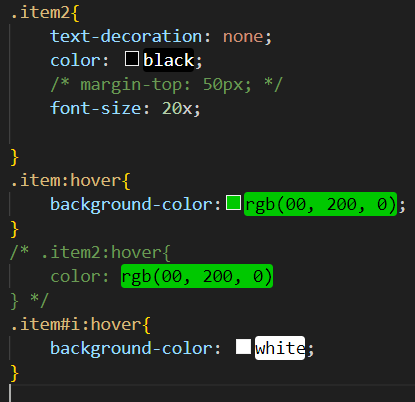 .item2{
text-decoration: none;
color: black;
/* margin-top: 50px; */
font-size: 20x;
}
.item:hover{
background-color: rgb(00, 200, 0);
}
/* .item2:hover{
color: rgb(00, 200, 0)
} */
.item#i:hover{
background-color: white;
}